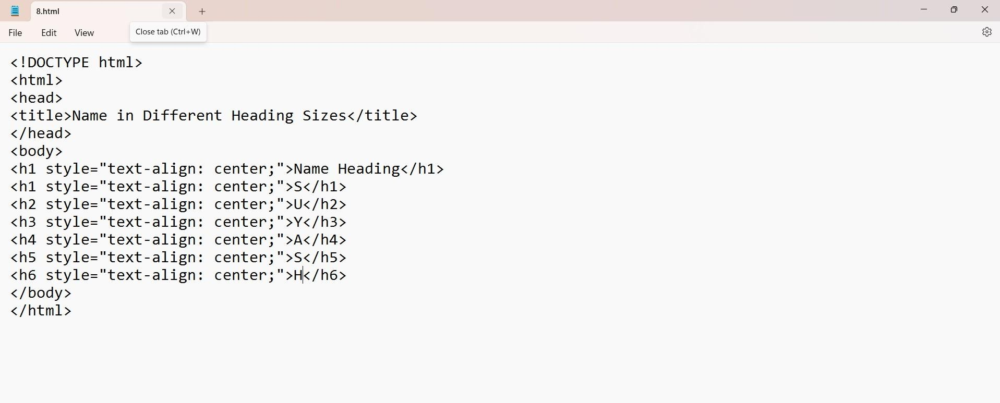 8.html
File Edit View Close tab (Ctrl+W)
<!DOCTYPE html>
<html>
<head>
<title>Name in Different Heading Sizes</title>
</head>
<body>
<h1 style="text-align: center;">Name Heading</h1>
<h1 style="text-align: center;">S</h1>
<h2 style="text-align: center;">U</h2>
<h3 style="text-align: center;">Y</h3>
<h4 style="text-align: center;">A</h4>
<h5 style="text-align: center;">S</h5>
<h6 style="text-align: center;">H</h6>
</body>
</html>